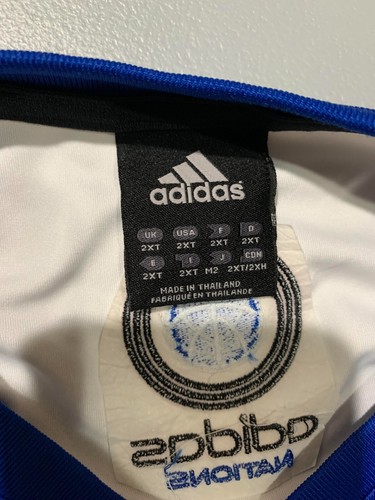 adidas
UK USA F D
2XT 2XT 2XT 2XT
E I J CDN
2XT 2XT M2 2XT/2XH
MADE IN THAILAND
FABRIQUÉ EN THAILANDE
adidas
NATIONS